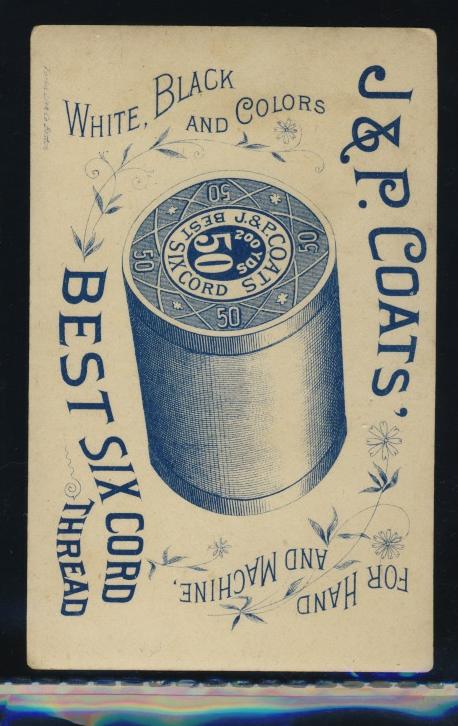 WHITE, BLACK
AND COLORS
J & P. COATS'
FOR HAND
AND MACHINE,
BEST SIX CORD
THREAD
J.& P. COATS
BEST SIX CORD
200 YDS
50
50
50
50
50